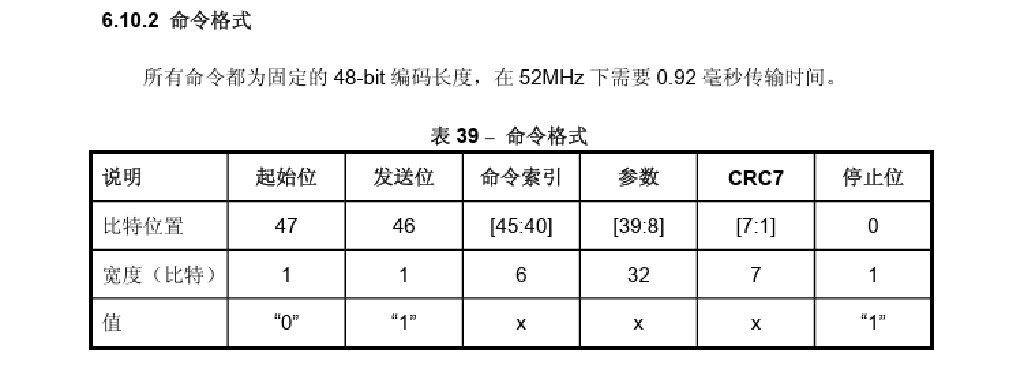 6.10.2 命令格式
所有命令都为固定的 48-bit 编码长度，在 52MHz 下需要 0.92 毫秒传输时间。
表 39 – 命令格式
说明 起始位 发送位 命令索引 参数 CRC7 停止位
比特位置 47 46 [45:40] [39:8] [7:1] 0
宽度（比特） 1 1 6 32 7 1
值 “0” “1” x x x “1”